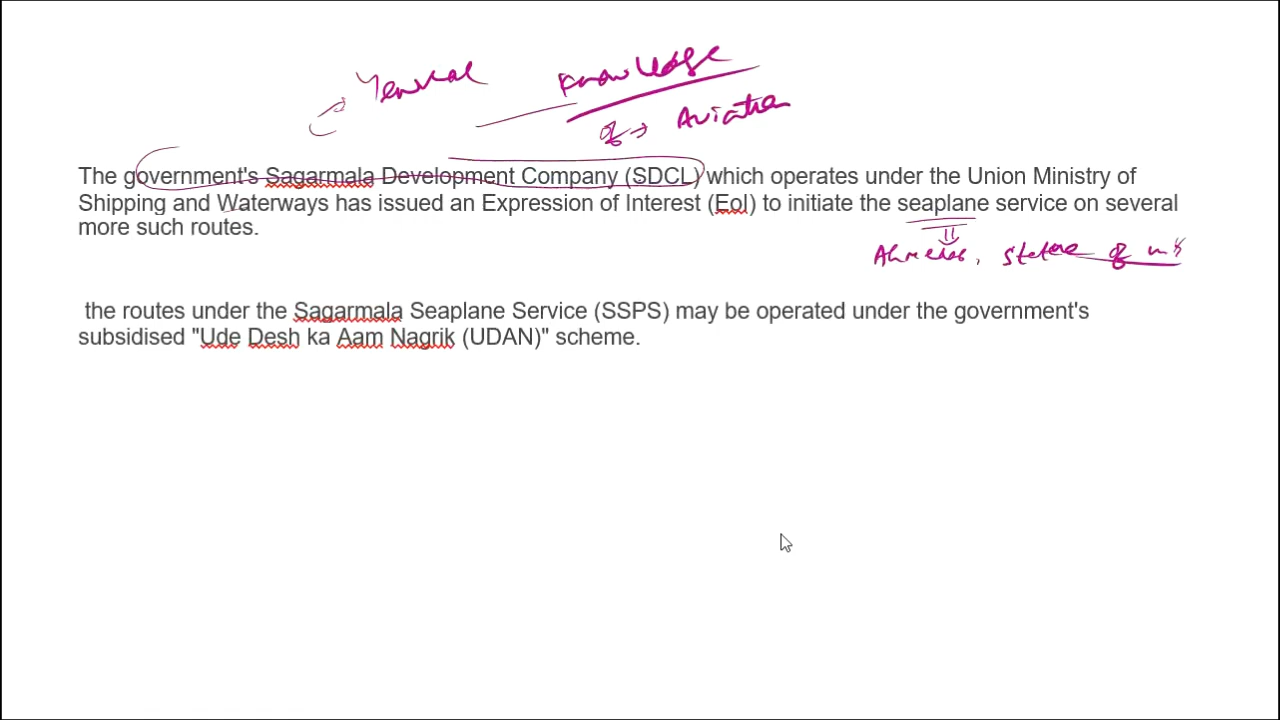 General Knowledge
of → Aviation
The government's Sagarmala Development Company (SDCL) which operates under the Union Ministry of
Shipping and Waterways has issued an Expression of Interest (EoI) to initiate the seaplane service on several
more such routes.
Statue of
the routes under the Sagarmala Seaplane Service (SSPS) may be operated under the government's
subsidised "Ude Desh ka Aam Nagrik (UDAN)" scheme.